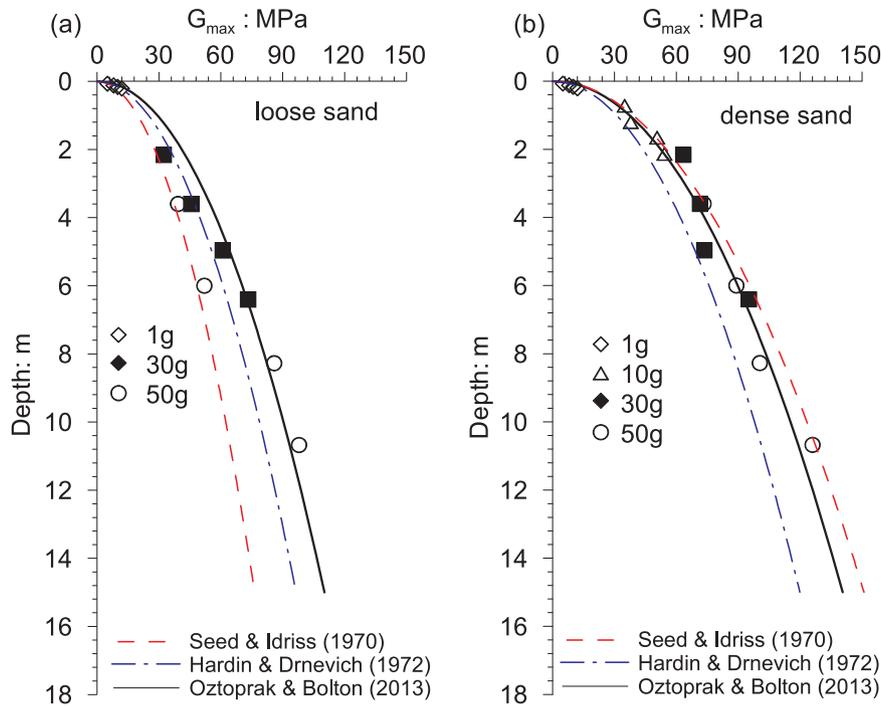 (a)
G_max : MPa
0 30 60 90 120 150
loose sand
0
2
4
6
8
10
12
14
16
18
Depth: m
1g
30g
50g
Seed & Idriss (1970)
Hardin & Drnevich (1972)
Oztoprak & Bolton (2013)
(b)
G_max : MPa
0 30 60 90 120 150
dense sand
0
2
4
6
8
10
12
14
16
18
Depth: m
1g
10g
30g
50g
Seed & Idriss (1970)
Hardin & Drnevich (1972)
Oztoprak & Bolton (2013)